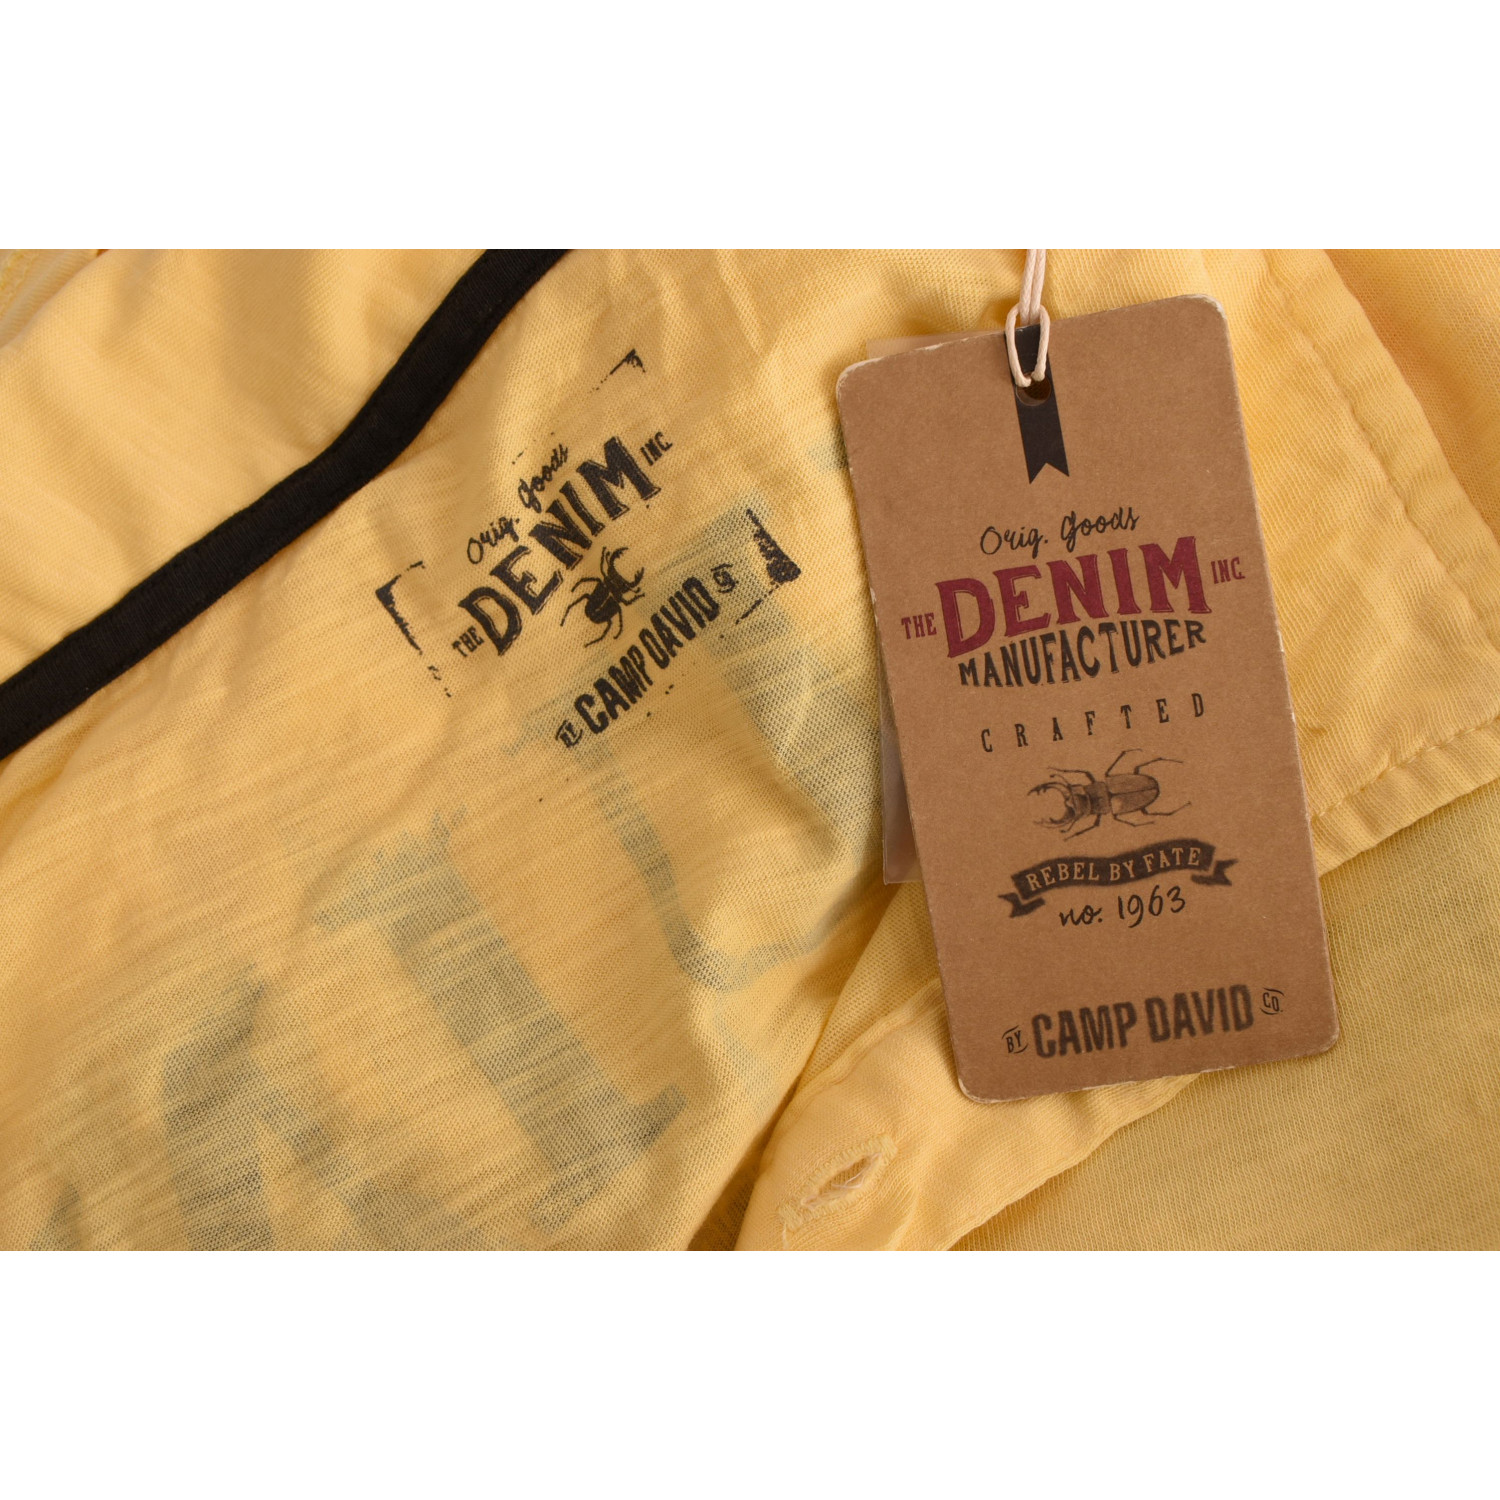 Orig. Goods
THE DENIM INC.
BY CAMP DAVID CO.
Orig. Goods
THE DENIM INC.
MANUFACTURER
CRAFTED
REBEL BY FATE
no. 1963
BY CAMP DAVID CO.